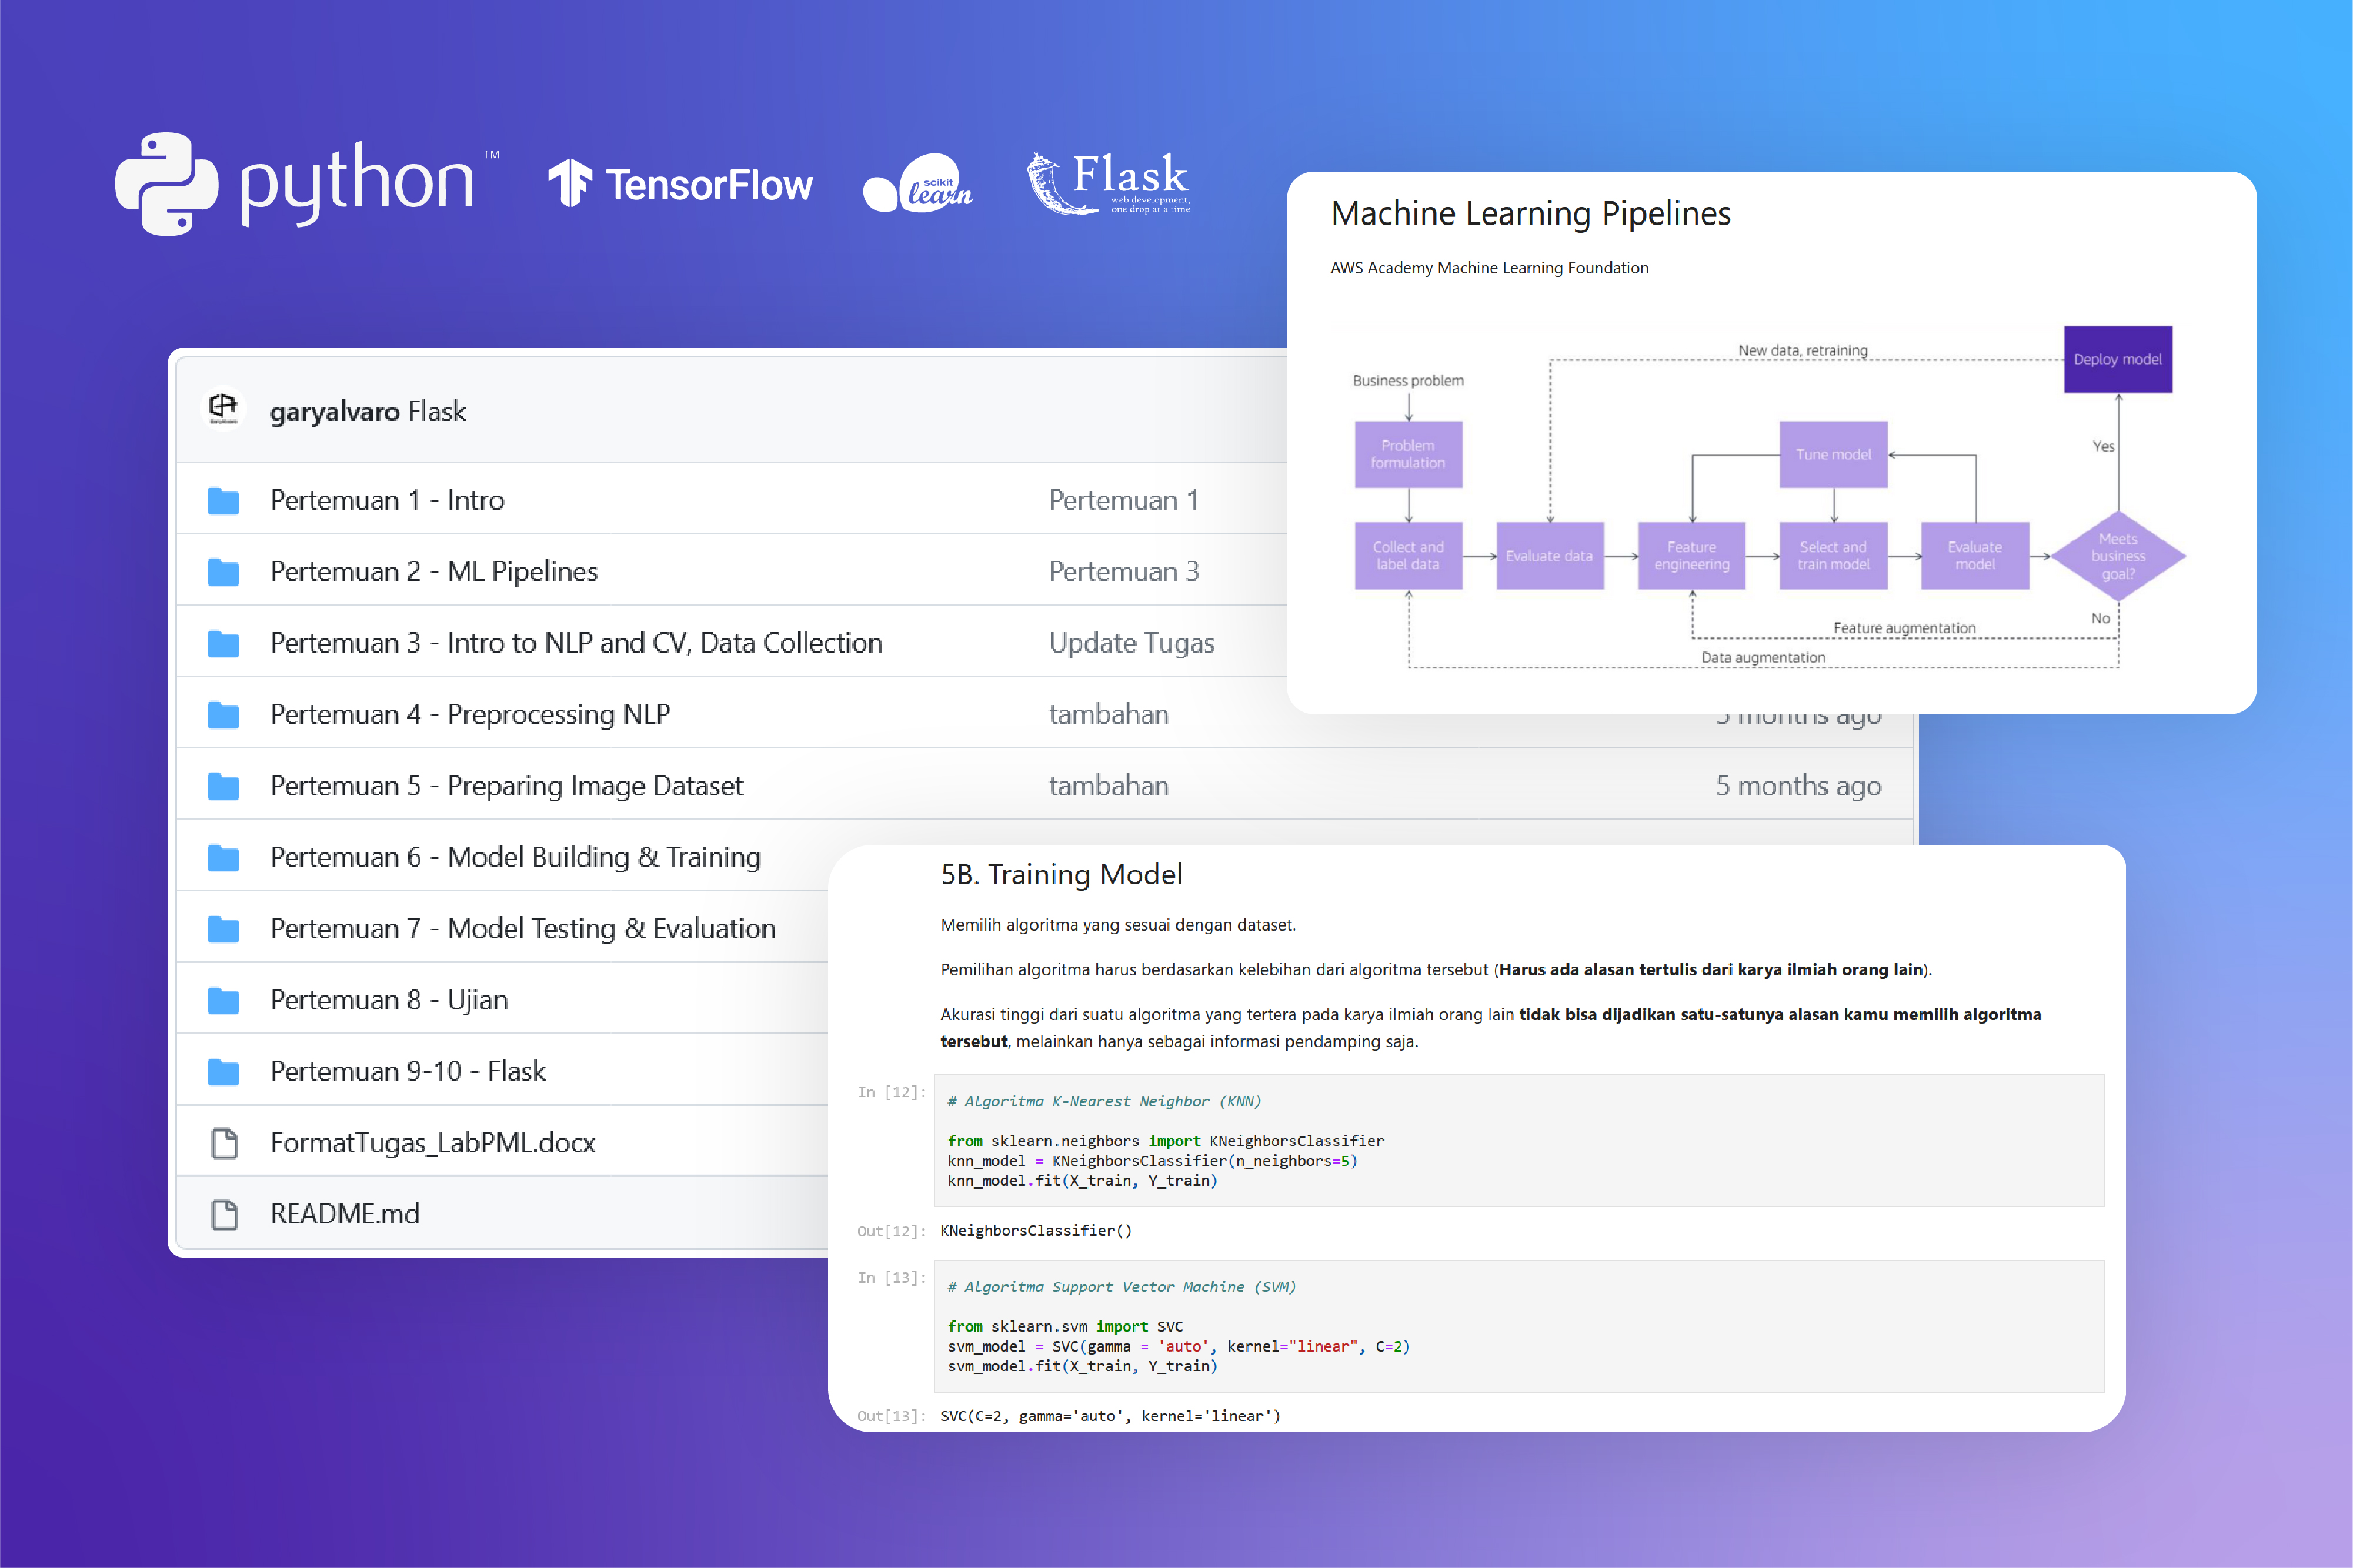 python™
TensorFlow
scikit
learn
Flask
web development,
one drop at a time
garyalvaro Flask
Pertemuan 1 - Intro
Pertemuan 1
Pertemuan 2 - ML Pipelines
Pertemuan 3
Pertemuan 3 - Intro to NLP and CV, Data Collection
Update Tugas
Pertemuan 4 - Preprocessing NLP
tambahan
5 months ago
Pertemuan 5 - Preparing Image Dataset
tambahan
5 months ago
Pertemuan 6 - Model Building & Training
Pertemuan 7 - Model Testing & Evaluation
Pertemuan 8 - Ujian
Pertemuan 9-10 - Flask
FormatTugas_LabPML.docx
README.md
Machine Learning Pipelines
AWS Academy Machine Learning Foundation
New data, retraining
Deploy model
Business problem
Yes
Problem
formulation
Tune model
Collect and
label data
Evaluate data
Feature
engineering
Select and
train model
Evaluate
model
Meets
business
goal?
No
Feature augmentation
Data augmentation
5B. Training Model
Memilih algoritma yang sesuai dengan dataset.
Pemilihan algoritma harus berdasarkan kelebihan dari algoritma tersebut (Harus ada alasan tertulis dari karya ilmiah orang lain).
Akurasi tinggi dari suatu algoritma yang tertera pada karya ilmiah orang lain tidak bisa dijadikan satu-satunya alasan kamu memilih algoritma
tersebut, melainkan hanya sebagai informasi pendamping saja.
In [12]:
# Algoritma K-Nearest Neighbor (KNN)
from sklearn.neighbors import KNeighborsClassifier
knn_model = KNeighborsClassifier(n_neighbors=5)
knn_model.fit(X_train, Y_train)
Out[12]: KNeighborsClassifier()
In [13]:
# Algoritma Support Vector Machine (SVM)
from sklearn.svm import SVC
svm_model = SVC(gamma = 'auto', kernel="linear", C=2)
svm_model.fit(X_train, Y_train)
Out[13]: SVC(C=2, gamma='auto', kernel='linear')